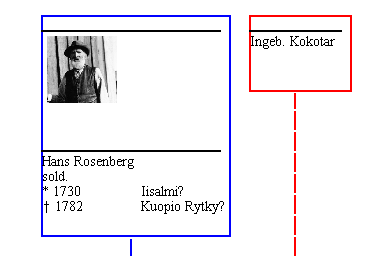 Ingeb. Kokotar
Hans Rosenberg
sold.
* 1730 Iisalmi?
† 1782 Kuopio Rytky?